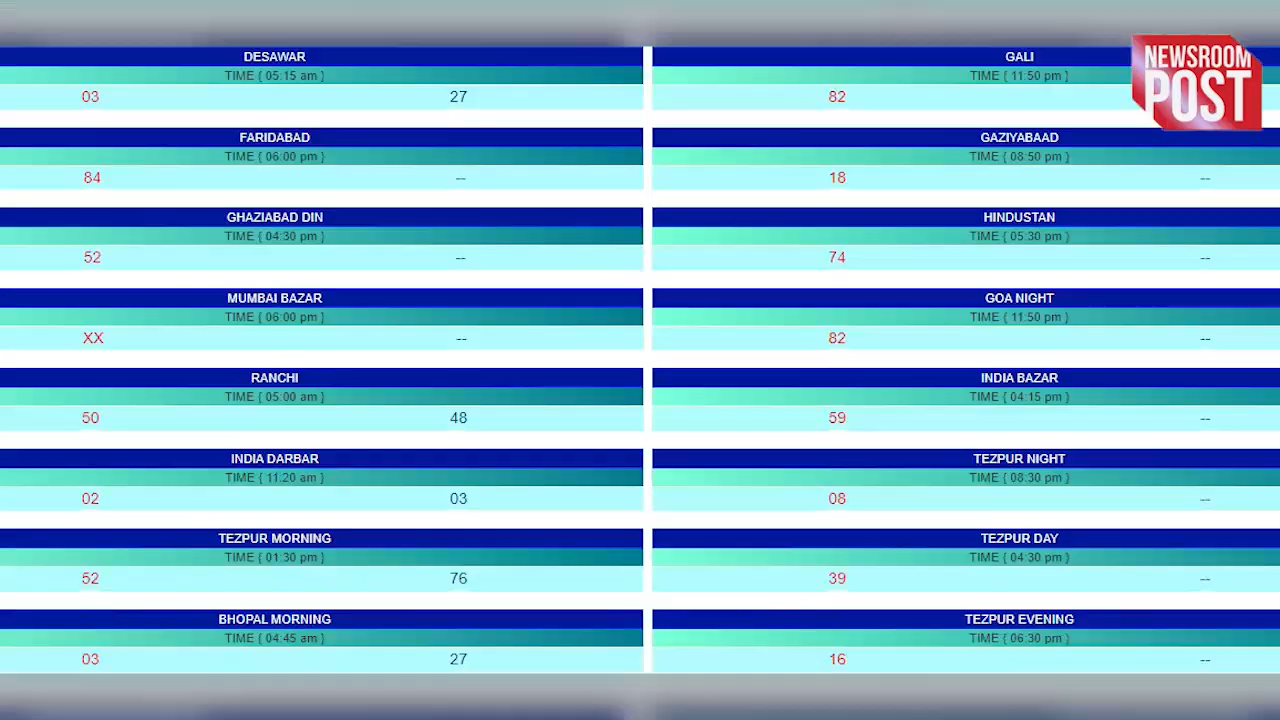 DESAWAR
TIME { 05:15 am }
03 27
FARIDABAD
TIME { 06:00 pm }
84 --
GHAZIABAD DIN
TIME { 04:30 pm }
52 --
MUMBAI BAZAR
TIME { 06:00 pm }
XX --
RANCHI
TIME { 05:00 am }
50 48
INDIA DARBAR
TIME { 11:20 am }
02 03
TEZPUR MORNING
TIME { 01:30 pm }
52 76
BHOPAL MORNING
TIME { 04:45 am }
03 27
GALI
TIME { 11:50 pm }
82
GAZIYABAAD
TIME { 08:50 pm }
18 --
HINDUSTAN
TIME { 05:30 pm }
74 --
GOA NIGHT
TIME { 11:50 pm }
82 --
INDIA BAZAR
TIME { 04:15 pm }
59 --
TEZPUR NIGHT
TIME { 08:30 pm }
08 --
TEZPUR DAY
TIME { 04:30 pm }
39 --
TEZPUR EVENING
TIME { 06:30 pm }
16 --
NEWSROOM
POST